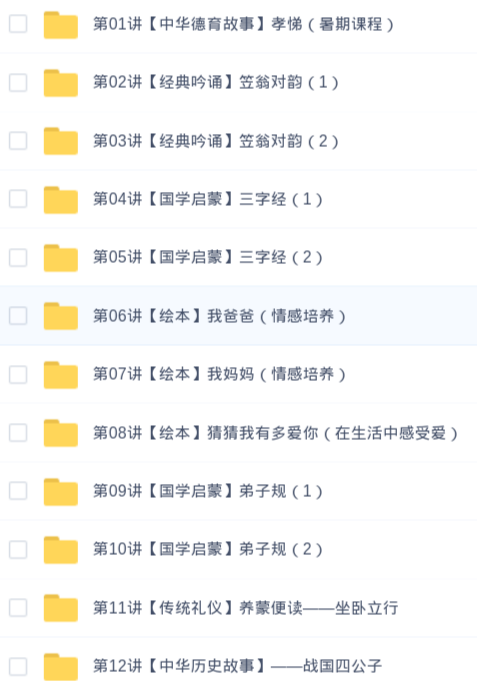 第01讲【中华德育故事】孝悌（暑期课程）
第02讲【经典吟诵】笠翁对韵（1）
第03讲【经典吟诵】笠翁对韵（2）
第04讲【国学启蒙】三字经（1）
第05讲【国学启蒙】三字经（2）
第06讲【绘本】我爸爸（情感培养）
第07讲【绘本】我妈妈（情感培养）
第08讲【绘本】猜猜我有多爱你（在生活中感受爱）
第09讲【国学启蒙】弟子规（1）
第10讲【国学启蒙】弟子规（2）
第11讲【传统礼仪】养蒙便读——坐卧立行
第12讲【中华历史故事】——战国四公子